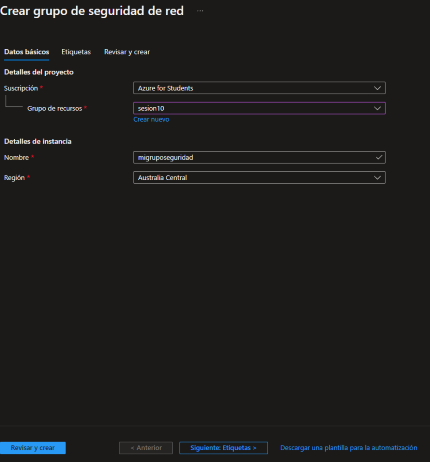 Crear grupo de seguridad de red ...
Datos básicos Etiquetas Revisar y crear
Detalles del proyecto
Suscripción * Azure for Students
Grupo de recursos * sesion10
Crear nuevo
Detalles de instancia
Nombre * migruposeguridad
Región * Australia Central
Revisar y crear < Anterior Siguiente: Etiquetas > Descargar una plantilla para la automatización